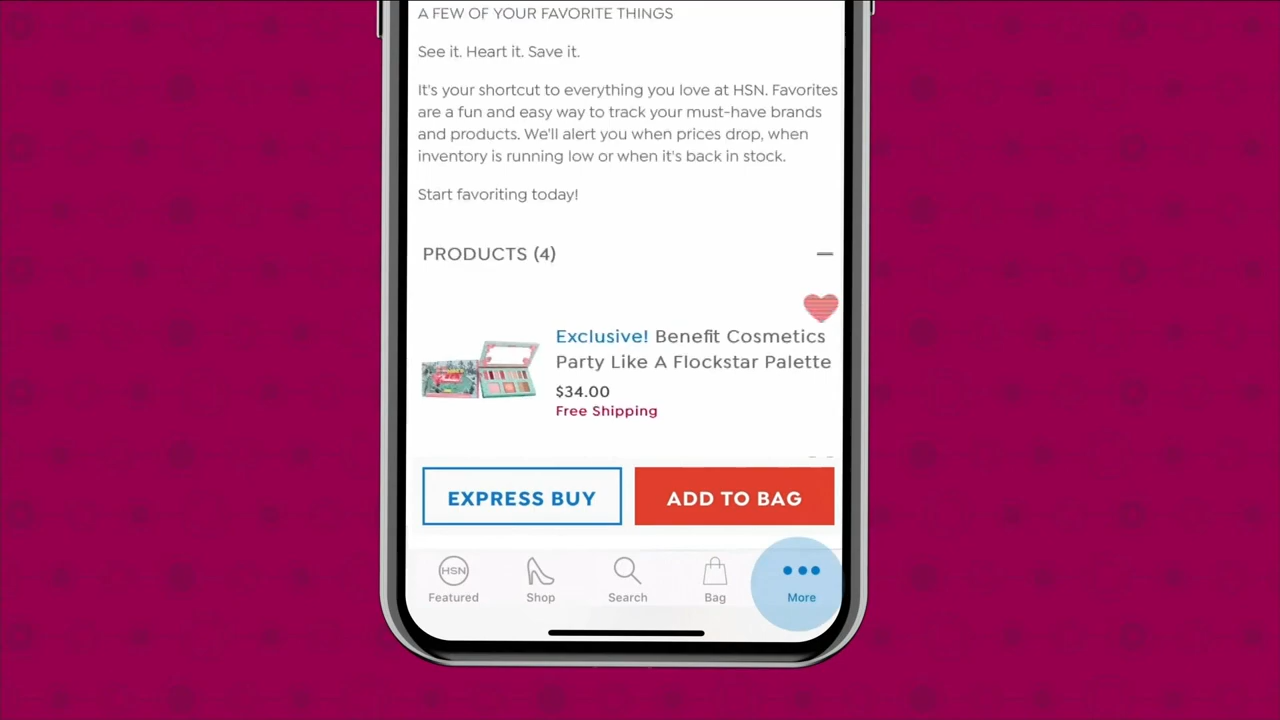 A FEW OF YOUR FAVORITE THINGS
See it. Heart it. Save it.
It's your shortcut to everything you love at HSN. Favorites
are a fun and easy way to track your must-have brands
and products. We'll alert you when prices drop, when
inventory is running low or when it's back in stock.
Start favoriting today!
PRODUCTS (4)
Exclusive! Benefit Cosmetics
Party Like A Flockstar Palette
$34.00
Free Shipping
EXPRESS BUY
ADD TO BAG
HSN
Featured
Shop
Search
Bag
More